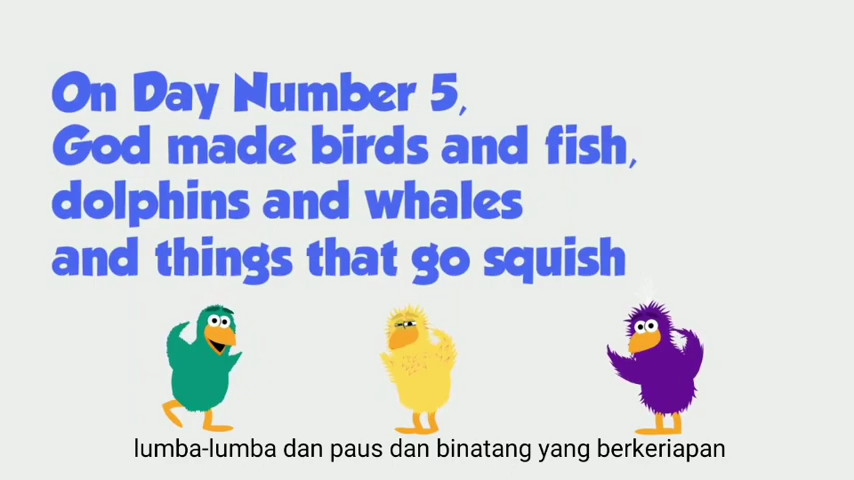 On Day Number 5,
God made birds and fish,
dolphins and whales
and things that go squish
lumba-lumba dan paus dan binatang yang berkeriapan